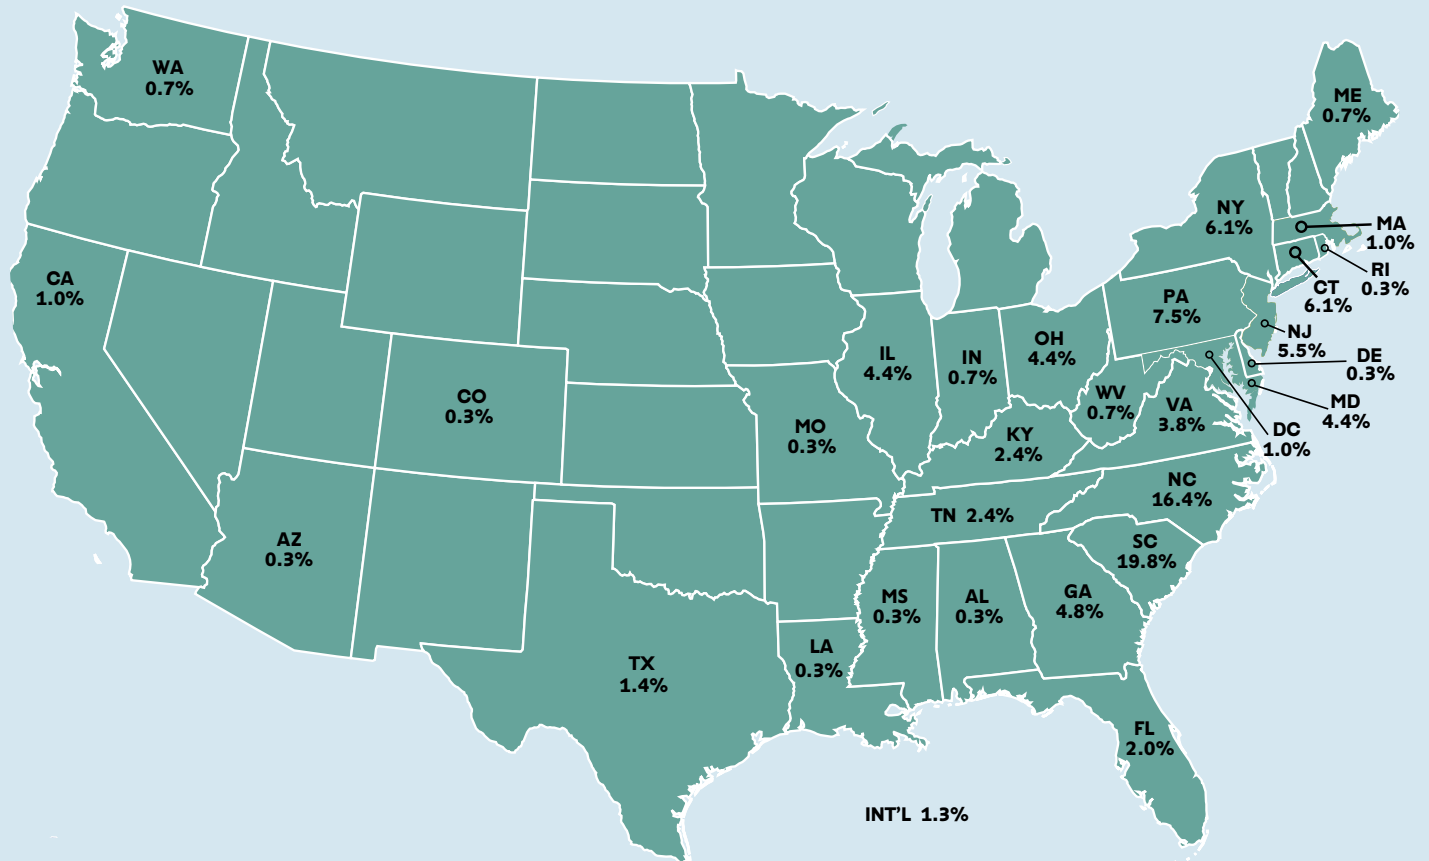 WA
0.7%
ME
0.7%
NY
6.1%
MA
1.0%
CA
1.0%
RI
0.3%
CT
6.1%
PA
7.5%
NJ
5.5%
OH
4.4%
IL
4.4%
IN
0.7%
DE
0.3%
CO
0.3%
WV
0.7%
VA
3.8%
MD
4.4%
MO
0.3%
KY
2.4%
DC
1.0%
NC
16.4%
TN 2.4%
AZ
0.3%
SC
19.8%
MS
0.3%
AL
0.3%
GA
4.8%
LA
0.3%
TX
1.4%
FL
2.0%
INT'L 1.3%